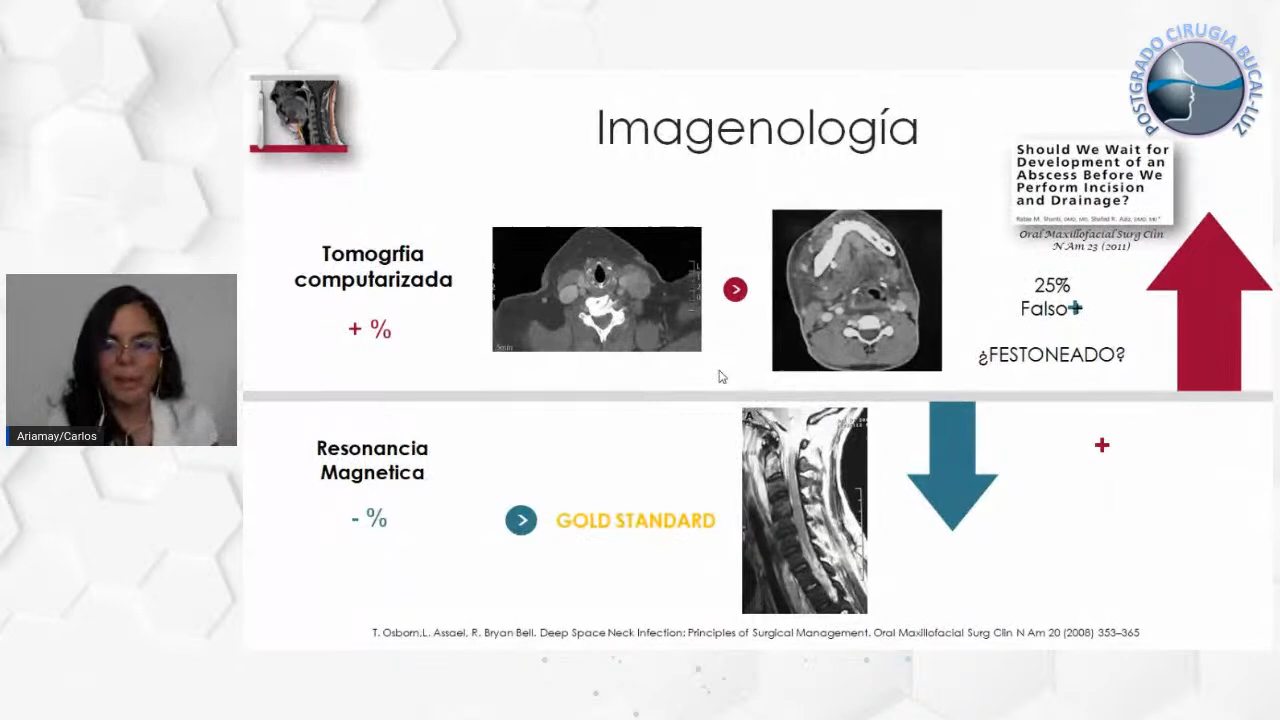 POSTGRADO CIRUGIA BUCAL-LUZ
Imagenología
Should We Wait for
Development of an
Abscess Before We
Perform Incision
and Drainage?
Oral Maxillofacial Surg Clin
N Am 23 (2011)
Tomogrfia
computarizada
+ %
25%
Falso+
¿FESTONEADO?
5mm
Ariamay/Carlos
Resonancia
Magnetica
- %
GOLD STANDARD
A
+
T. Osborn,L. Assael, R. Bryan Bell. Deep Space Neck Infection: Principles of Surgical Management. Oral Maxillofacial Surg Clin N Am 20 (2008) 353–365